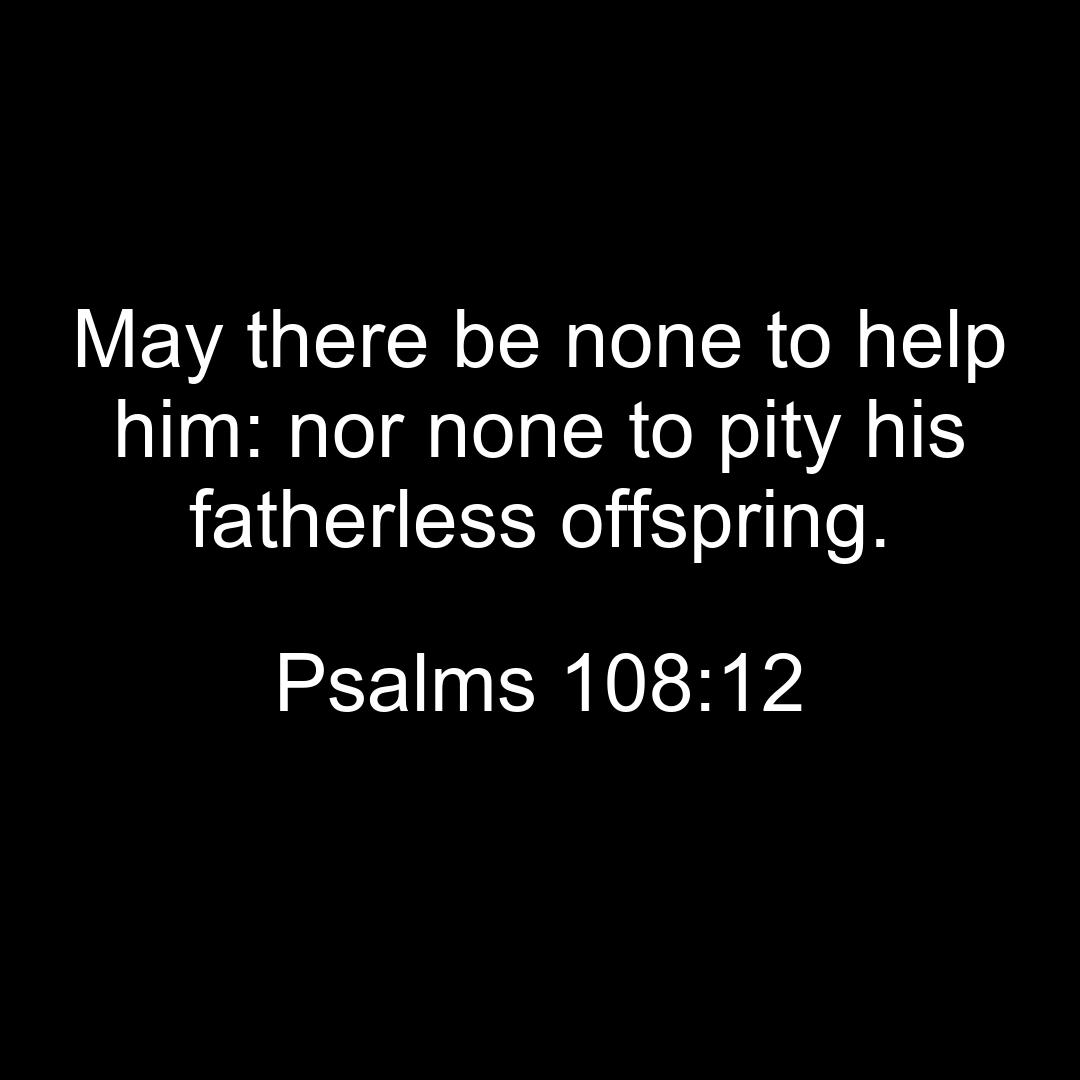 May there be none to help
him: nor none to pity his
fatherless offspring.
Psalms 108:12